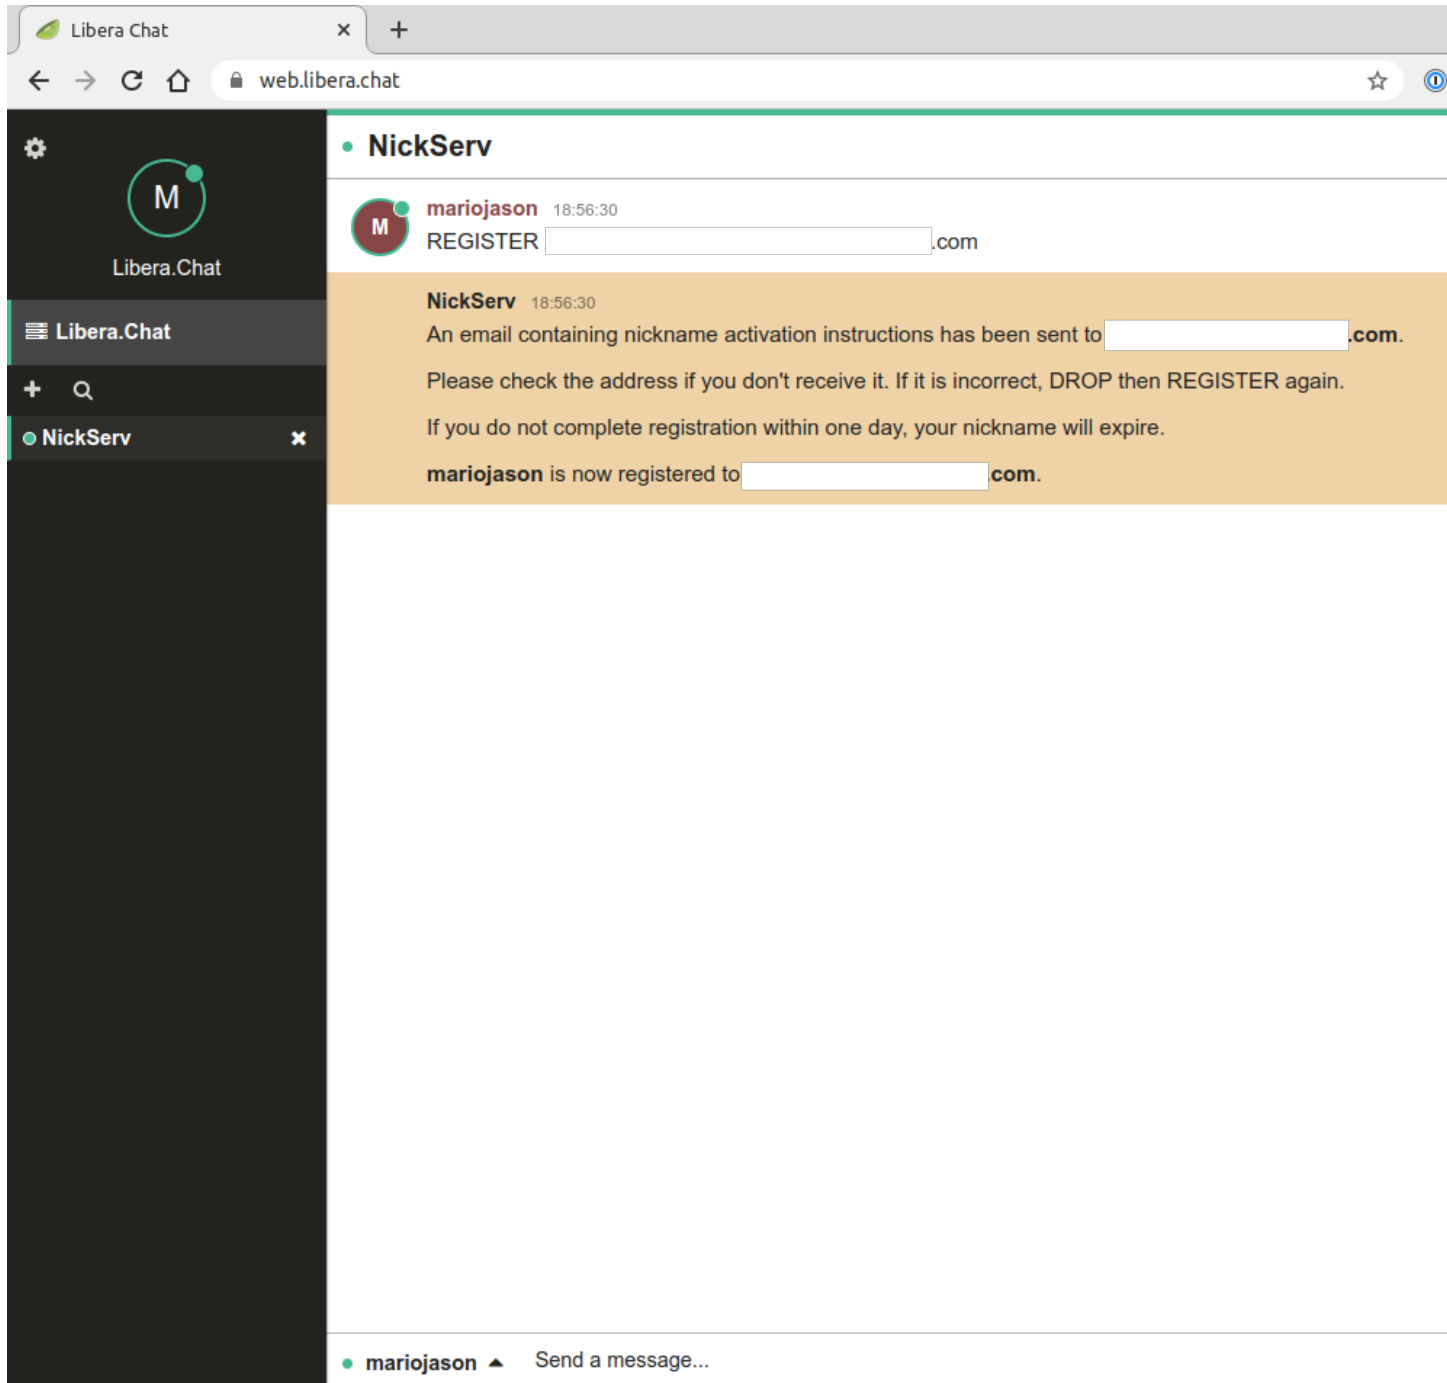 Libera Chat
web.libera.chat
M
Libera.Chat
Libera.Chat
NickServ
NickServ
M
mariojason 18:56:30
REGISTER .com
NickServ 18:56:30
An email containing nickname activation instructions has been sent to .com.
Please check the address if you don't receive it. If it is incorrect, DROP then REGISTER again.
If you do not complete registration within one day, your nickname will expire.
mariojason is now registered to .com.
mariojason Send a message...